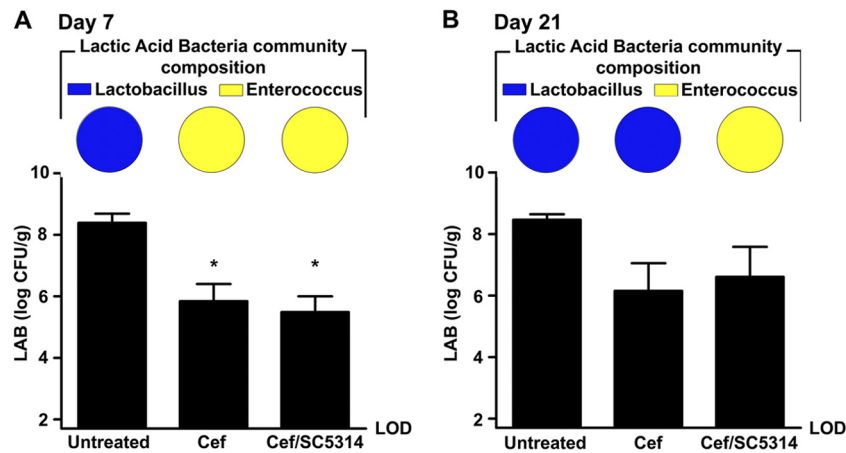 A Day 7
Lactic Acid Bacteria community
composition
Lactobacillus Enterococcus
10
8
6
4
2
LAB (log CFU/g)
* *
LOD
Untreated Cef Cef/SC5314
B Day 21
Lactic Acid Bacteria community
composition
Lactobacillus Enterococcus
10
8
6
4
2
LAB (log CFU/g)
LOD
Untreated Cef Cef/SC5314